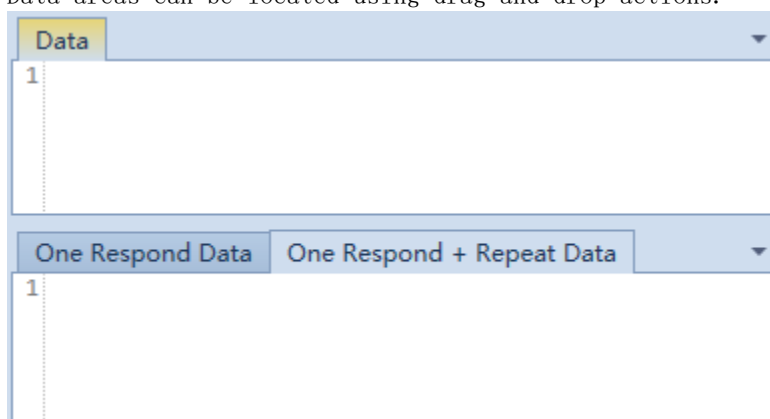 Data areas can be located using drag and drop actions.
Data
1
One Respond Data One Respond + Repeat Data
1